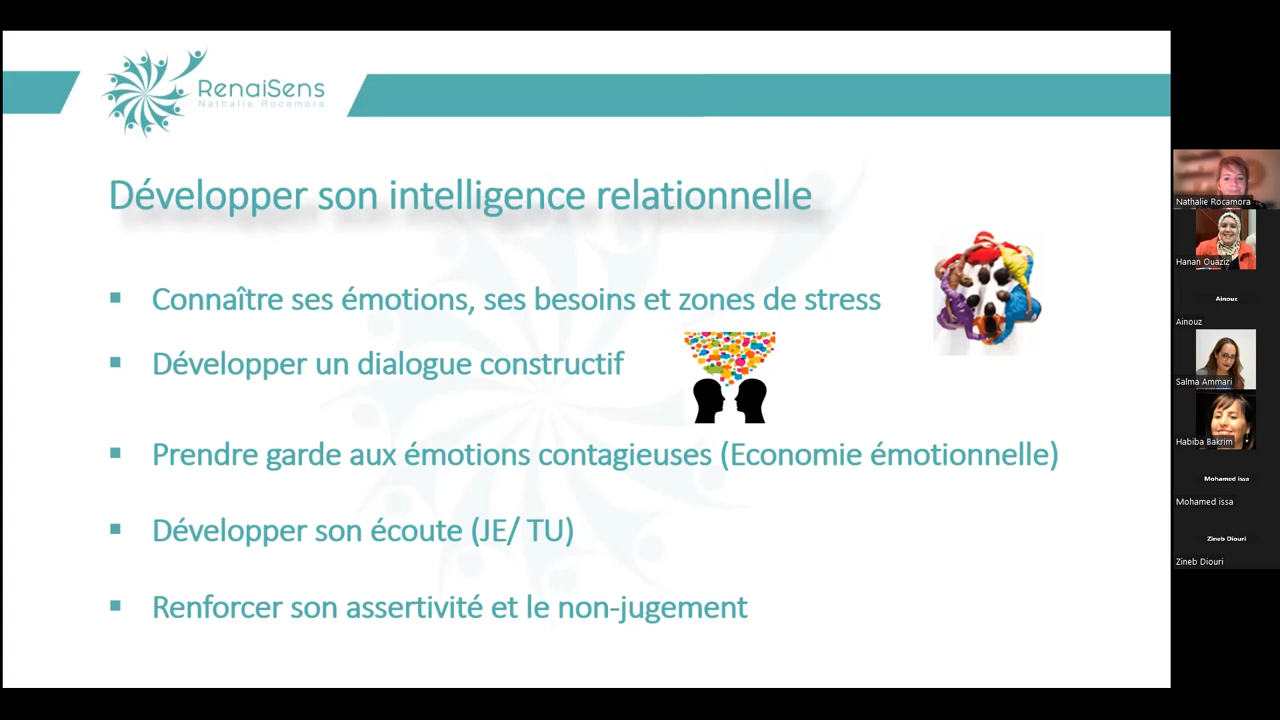 RenaiSens
Nathalie Rocamora
Développer son intelligence relationnelle
▪ Connaître ses émotions, ses besoins et zones de stress
▪ Développer un dialogue constructif
▪ Prendre garde aux émotions contagieuses (Economie émotionnelle)
▪ Développer son écoute (JE/ TU)
▪ Renforcer son assertivité et le non-jugement
Nathalie Rocamora
Hanan Ouaziz
Ainouz
Ainouz
Salma Ammari
Habiba Bakrim
Mohamed issa
Mohamed issa
Zineb Diouri
Zineb Diouri